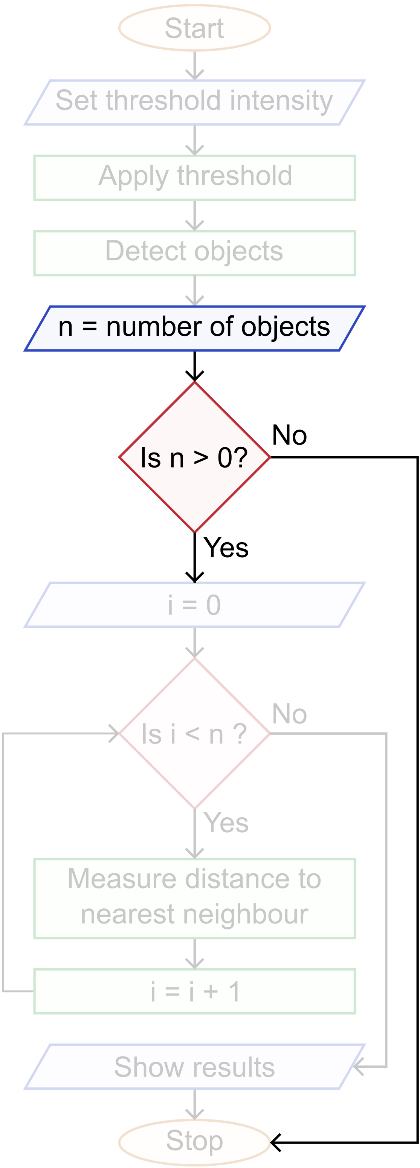 Start
Set threshold intensity
Apply threshold
Detect objects
n = number of objects
Is n > 0?
No
Yes
i = 0
Is i < n ?
No
Yes
Measure distance to
nearest neighbour
i = i + 1
Show results
Stop